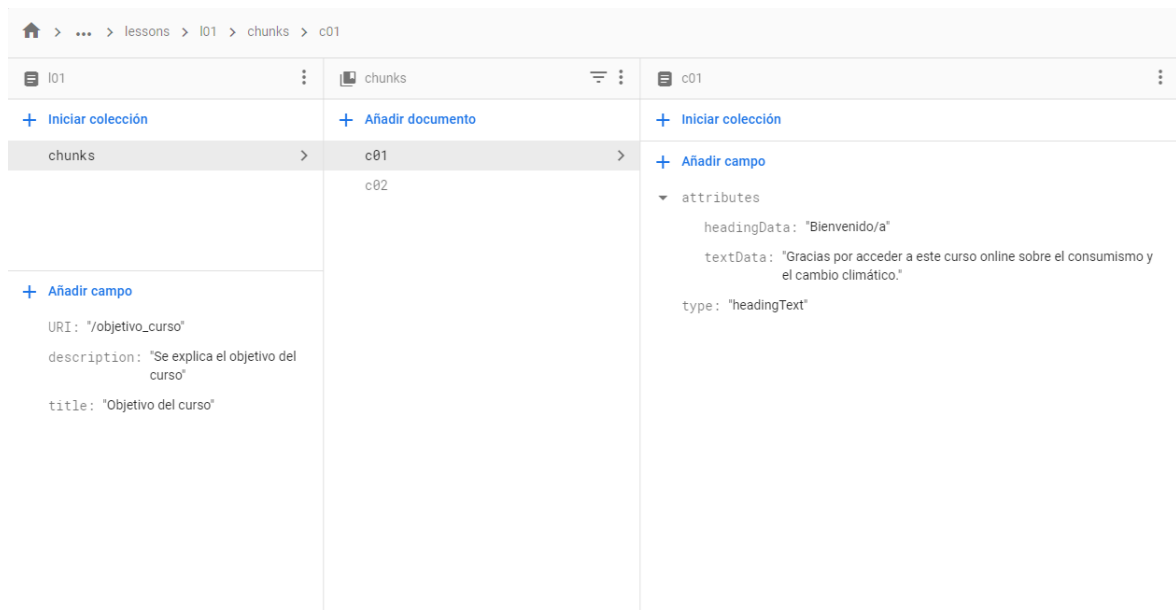 ... lessons > l01 > chunks > c01
l01
Iniciar colección
chunks
Añadir campo
URI: "/objetivo_curso"
description: "Se explica el objetivo del
curso"
title: "Objetivo del curso"
chunks
Añadir documento
c01
c02
c01
Iniciar colección
Añadir campo
attributes
headingData: "Bienvenido/a"
textData: "Gracias por acceder a este curso online sobre el consumismo y
el cambio climático."
type: "headingText"